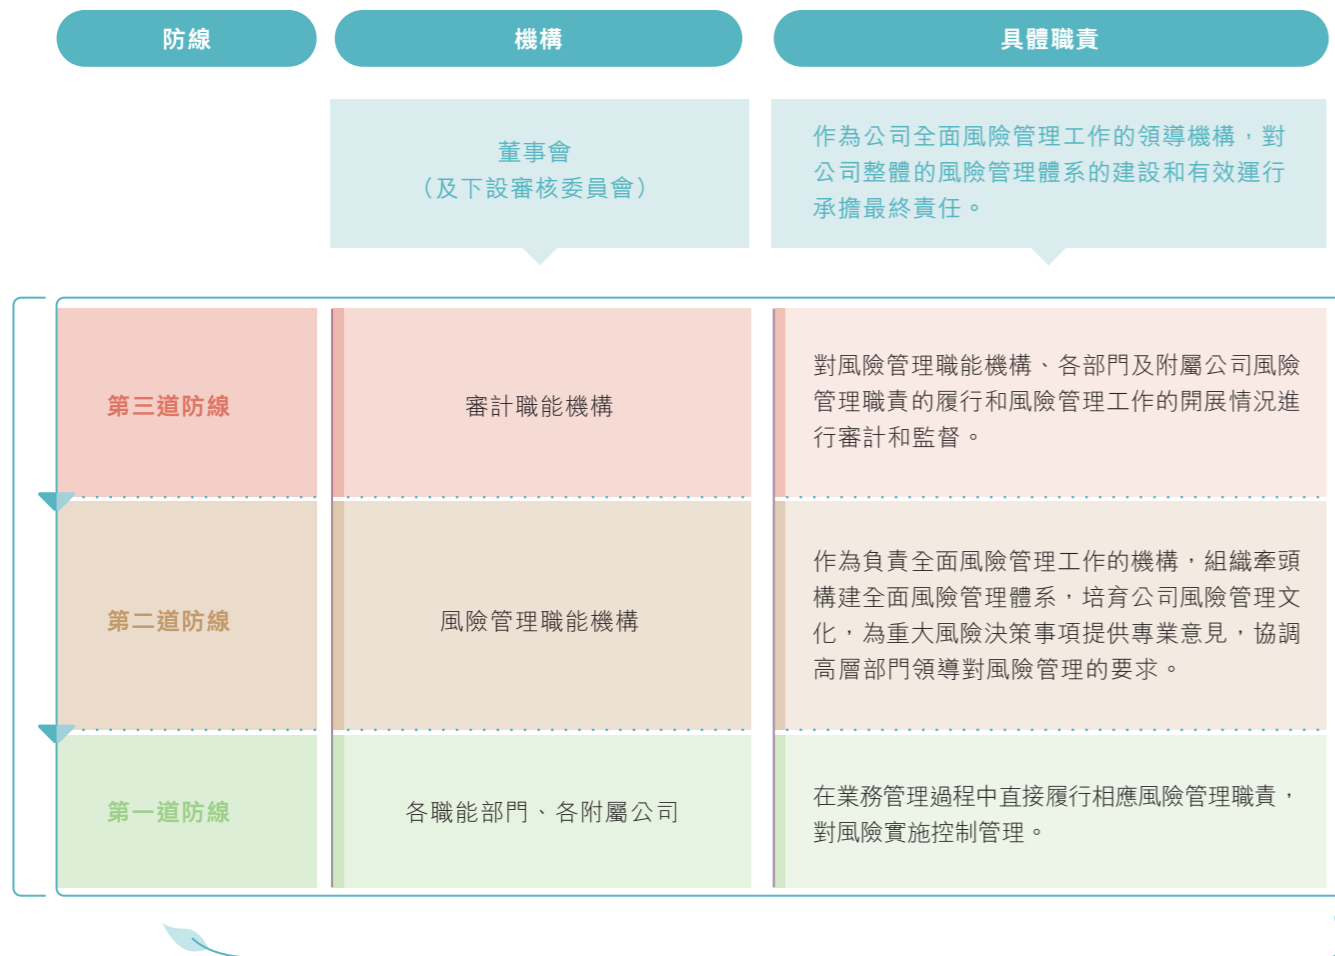 防線
機構
具體職責
董事會
（及下設審核委員會）
作為公司全面風險管理工作的領導機構，對
公司整體的風險管理體系的建設和有效運行
承擔最終責任。
第三道防線
審計職能機構
對風險管理職能機構、各部門及附屬公司風險
管理職責的履行和風險管理工作的開展情況進
行審計和監督。
第二道防線
風險管理職能機構
作為負責全面風險管理工作的機構，組織牽頭
構建全面風險管理體系，培育公司風險管理文
化，為重大風險決策事項提供專業意見，協調
高層部門領導對風險管理的要求。
第一道防線
各職能部門、各附屬公司
在業務管理過程中直接履行相應風險管理職責，
對風險實施控制管理。